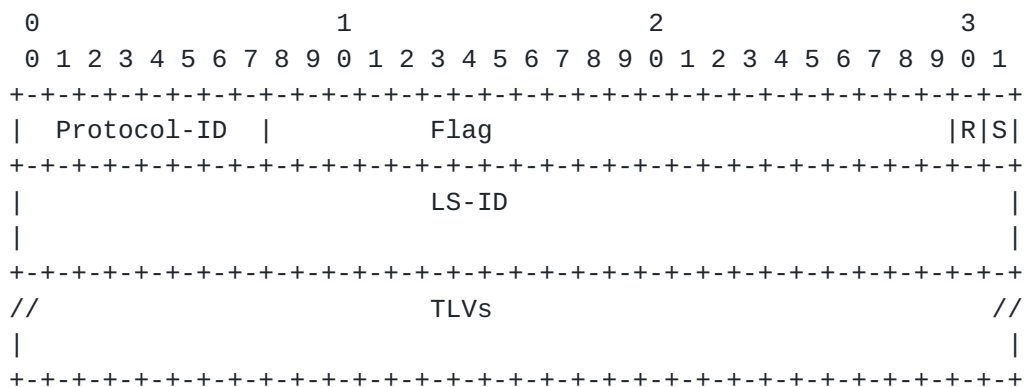 0                   1                   2                   3
 0 1 2 3 4 5 6 7 8 9 0 1 2 3 4 5 6 7 8 9 0 1 2 3 4 5 6 7 8 9 0 1
+-+-+-+-+-+-+-+-+-+-+-+-+-+-+-+-+-+-+-+-+-+-+-+-+-+-+-+-+-+-+-+-+
|  Protocol-ID  |          Flag                             |R|S|
+-+-+-+-+-+-+-+-+-+-+-+-+-+-+-+-+-+-+-+-+-+-+-+-+-+-+-+-+-+-+-+-+
|                          LS-ID                                |
|                                                               |
+-+-+-+-+-+-+-+-+-+-+-+-+-+-+-+-+-+-+-+-+-+-+-+-+-+-+-+-+-+-+-+-+
//                         TLVs                                //
|                                                               |
+-+-+-+-+-+-+-+-+-+-+-+-+-+-+-+-+-+-+-+-+-+-+-+-+-+-+-+-+-+-+-+-+